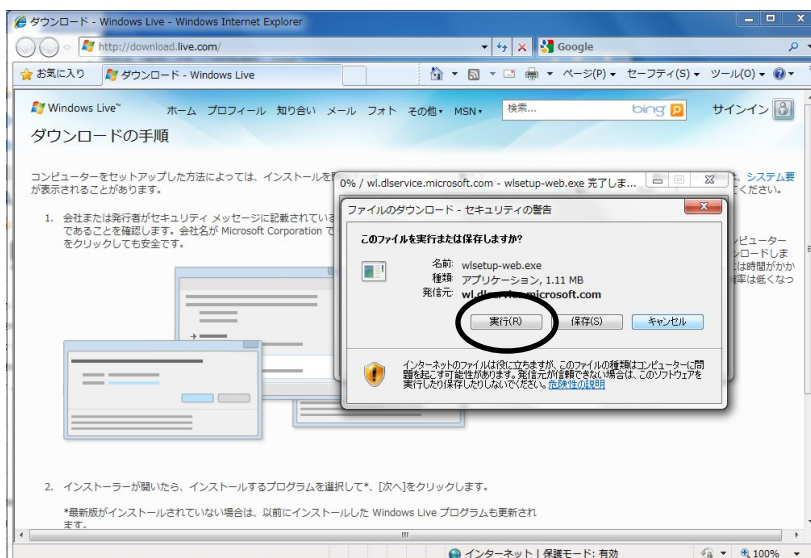 ダウンロード - Windows Live - Windows Internet Explorer
http://download.live.com/
Google
お気に入り
ダウンロード - Windows Live
ページ(P)
セーフティ(S)
ツール(O)
Windows Live™
ホーム プロフィール 知り合い メール フォト その他 MSN
検索...
bing
サインイン
ダウンロードの手順
コンピューターをセットアップした方法によっては、インストールを
が表示されることがあります。
システム要
ください。
1. 会社または発行者がセキュリティ メッセージに記載されている
であることを確認します。会社名が Microsoft Corporation で
をクリックしても安全です。
ピューター
ロードしま
は時間がかか
率は低くなっ
0% / wl.dlservice.microsoft.com - wlsetup-web.exe 完了しま...
ファイルのダウンロード - セキュリティの警告
このファイルを実行または保存しますか?
名前: wlsetup-web.exe
種類: アプリケーション, 1.11 MB
発信元: wl.dlservice.microsoft.com
実行(R)
保存(S)
キャンセル
インターネットのファイルは役に立ちますが、このファイルの種類はコンピューターに問
題を起こす可能性があります。発信元が信頼できない場合は、このソフトウェアを
実行したり保存したりしないでください。危険性の説明
2. インストーラーが開いたら、インストールするプログラムを選択して*、[次へ]をクリックします。
*最新版がインストールされていない場合は、以前にインストールした Windows Live プログラムも更新され
ます。
インターネット | 保護モード: 有効
100%